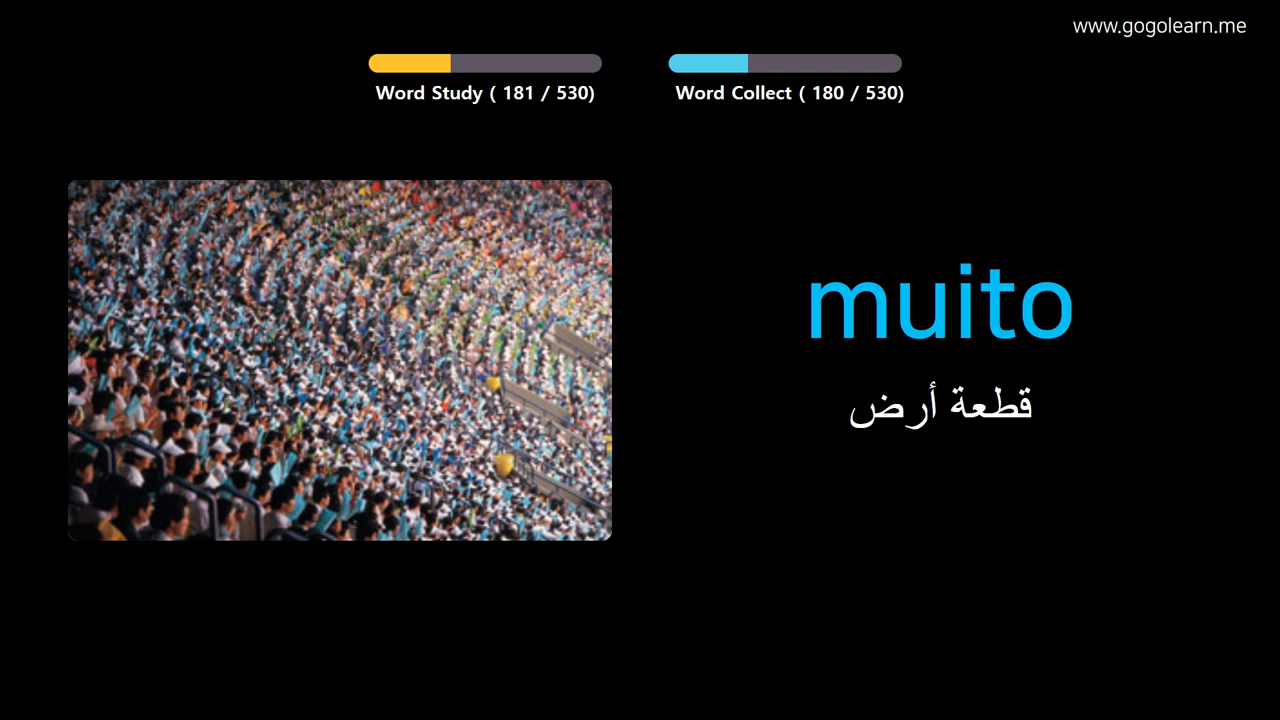 www.gogolearn.me
Word Study ( 181 / 530)
Word Collect ( 180 / 530)
muito
قطعة أرض